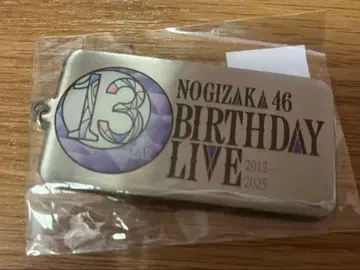 13
NOGIZAKA 46
BIRTHDAY
LIVE
2012-
2025